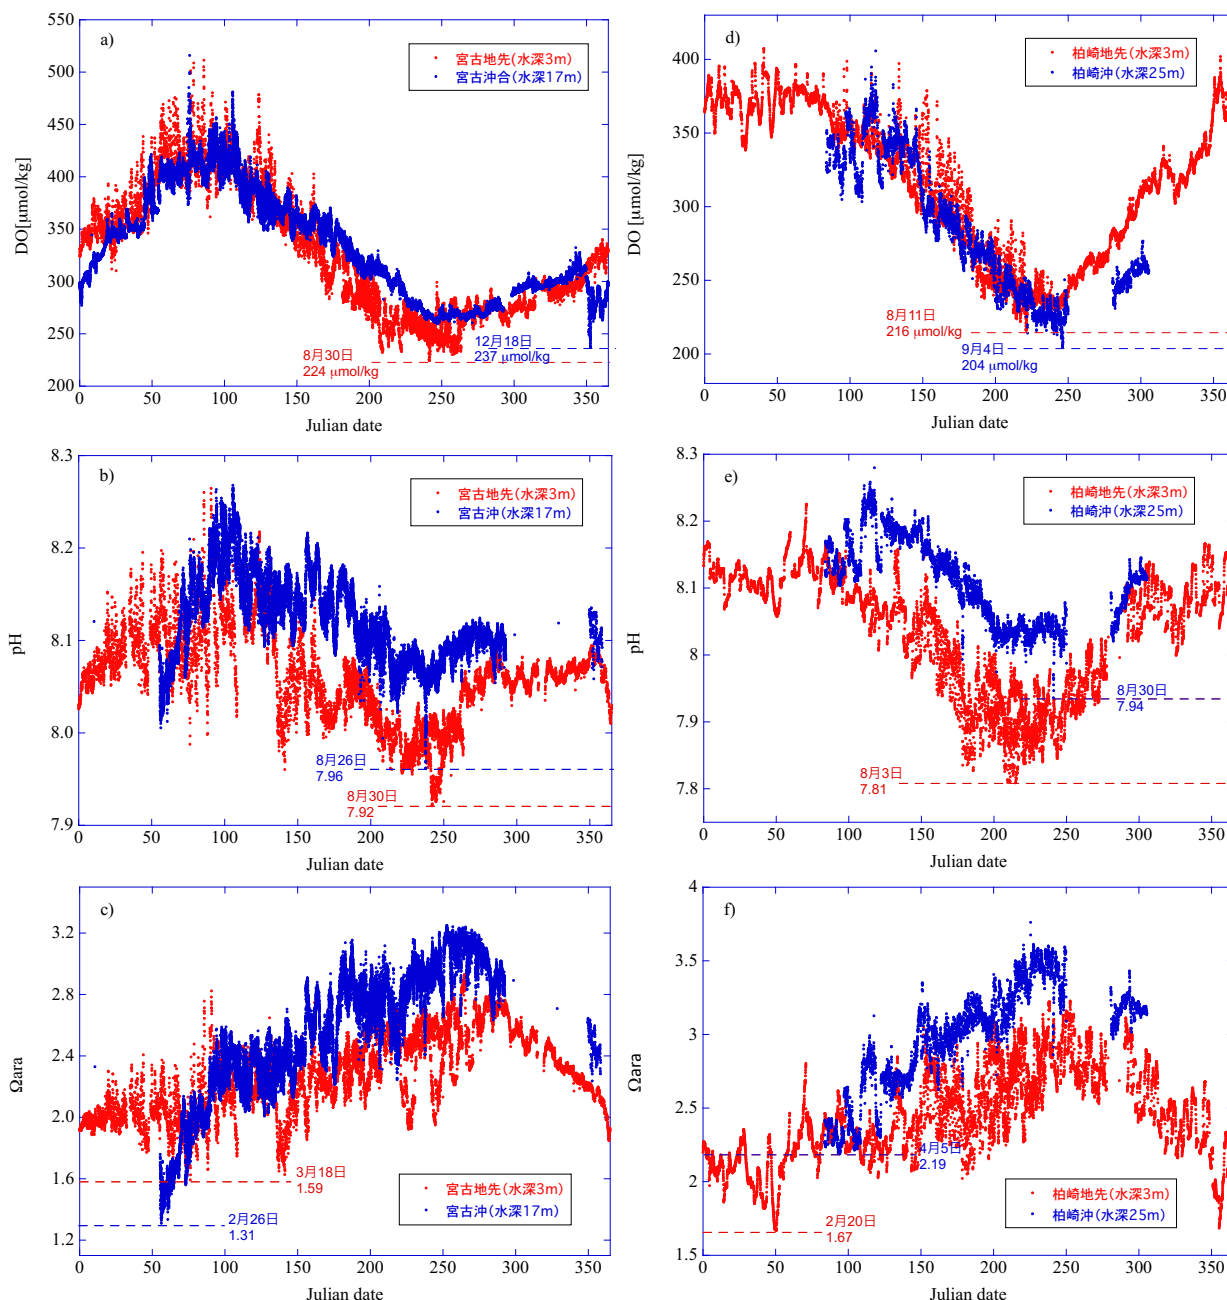 a)
宮古地先(水深3m)
宮古沖合(水深17m)
550
500
450
400
350
300
250
200
DO[μmol/kg]
12月18日
237 μmol/kg
8月30日
224 μmol/kg
0 50 100 150 200 250 300 350
Julian date
d)
柏崎地先(水深3m)
柏崎沖(水深25m)
400
350
300
250
200
DO [μmol/kg]
8月11日
216 μmol/kg
9月4日
204 μmol/kg
0 50 100 150 200 250 300 350
Julian date
b)
宮古地先(水深3m)
宮古沖(水深17m)
8.3
8.2
8.1
8.0
7.9
pH
8月26日
7.96
8月30日
7.92
0 50 100 150 200 250 300 350
Julian date
e)
柏崎地先(水深3m)
柏崎沖(水深25m)
8.3
8.2
8.1
8
7.9
7.8
pH
8月30日
7.94
8月3日
7.81
0 50 100 150 200 250 300 350
Julian date
c)
3.2
2.8
2.4
2.0
1.6
1.2
Ωara
3月18日
1.59
2月26日
1.31
宮古地先(水深3m)
宮古沖(水深17m)
0 50 100 150 200 250 300 350
Julian date
f)
4
3.5
3
2.5
2
1.5
Ωara
4月5日
2.19
2月20日
1.67
柏崎地先(水深3m)
柏崎沖(水深25m)
0 50 100 150 200 250 300 350
Julian date